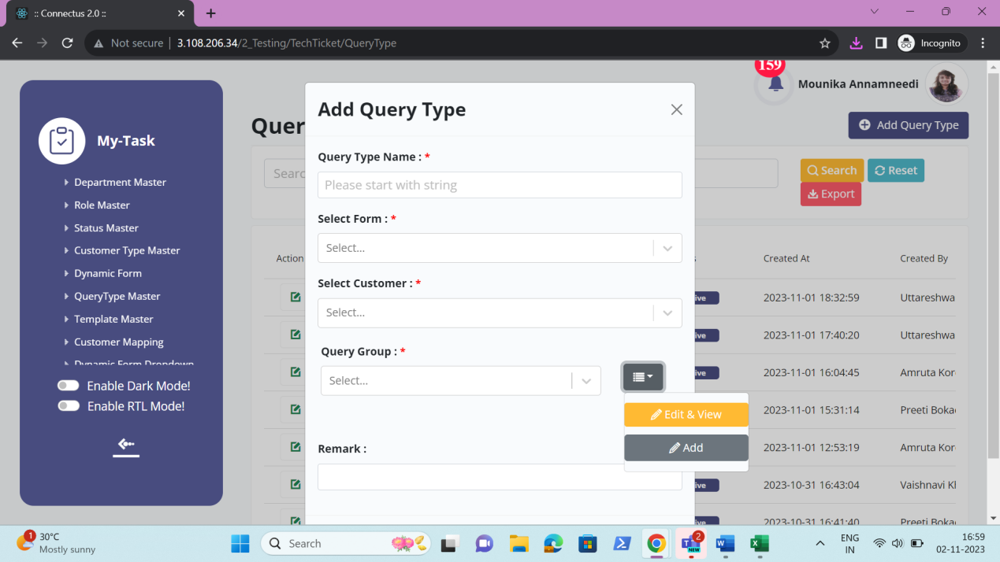 :: Connectus 2.0 ::
Not secure | 3.108.206.34/2_Testing/TechTicket/QueryType
Incognito
159
Mounika Annamneedi
My-Task
Department Master
Role Master
Status Master
Customer Type Master
Dynamic Form
QueryType Master
Template Master
Customer Mapping
Dynamic Form Dropdown
Enable Dark Mode!
Enable RTL Mode!
Quer
Add Query Type
Searc
Search
Reset
Export
Action
Created At
Created By
ive
2023-11-01 18:32:59
Uttareshwa
ive
2023-11-01 17:40:20
Uttareshwa
ive
2023-11-01 16:04:45
Amruta Kor
2023-11-01 15:31:14
Preeti Boka
2023-11-01 12:53:19
Amruta Kor
ive
2023-10-31 16:43:04
Vaishnavi K
ive
2023-10-31 16:41:40
Preeti Boka
Add Query Type
Query Type Name : *
Please start with string
Select Form : *
Select...
Select Customer : *
Select...
Query Group : *
Select...
Edit & View
Add
Remark :
1
30°C
Mostly sunny
Search
2
NEW
ENG
IN
16:59
02-11-2023